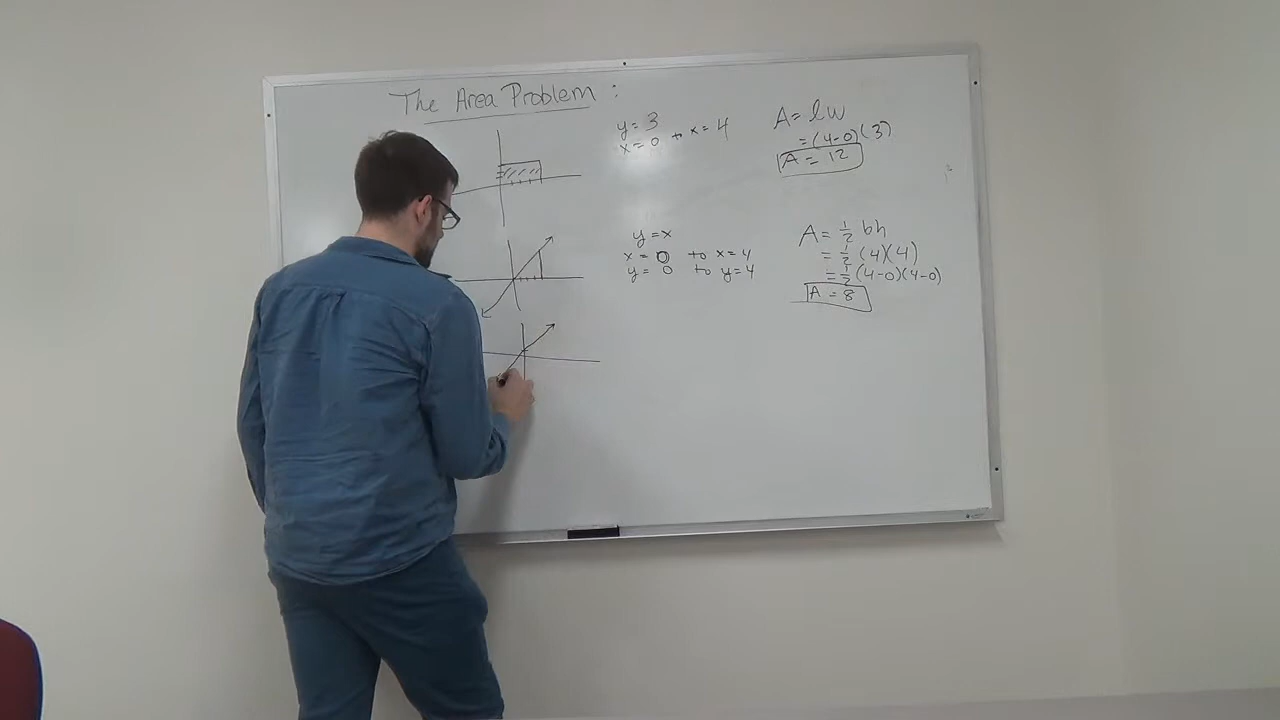 The Area Problem :
y = 3
x = 0 to x = 4
A = lw
= (4-0)(3)
A = 12
y = x
x = 0 to x = 4
y = 0 to y = 4
A = 1/2 bh
= 1/2 (4)(4)
= 1/2 (4-0)(4-0)
A = 8